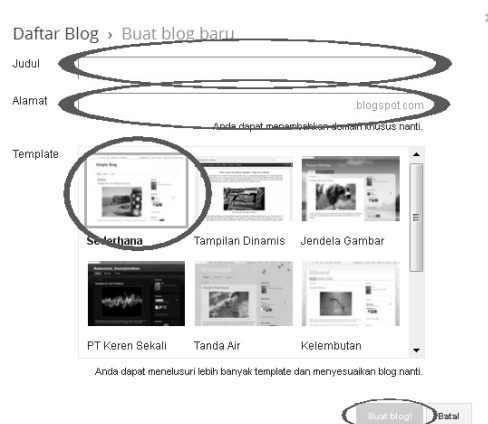 Daftar Blog › Buat blog baru
Judul
Alamat
.blogspot.com
Anda dapat menambahkan domain khusus nanti.
Template
Sederhana Tampilan Dinamis Jendela Gambar
PT Keren Sekali Tanda Air Kelembutan
Anda dapat menelusuri lebih banyak template dan menyesuaikan blog nanti.
Buat blog! Batal